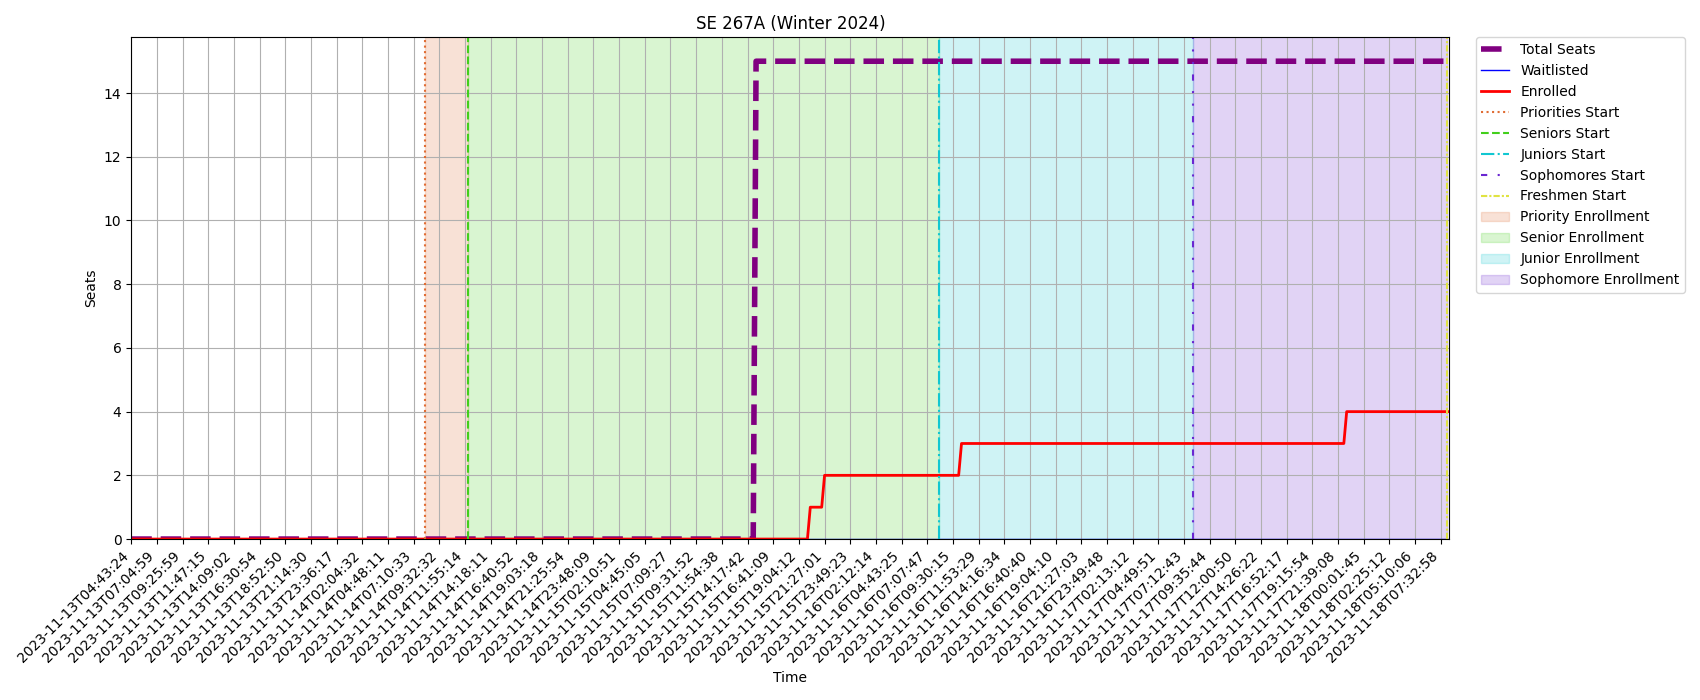 SE 267A (Winter 2024)
14
12
10
8
6
4
2
0
Seats
2023-11-13T04:43:24
2023-11-13T07:04:59
2023-11-13T09:25:59
2023-11-13T11:47:15
2023-11-13T14:09:02
2023-11-13T16:30:54
2023-11-13T18:52:50
2023-11-13T21:14:30
2023-11-13T23:36:17
2023-11-14T02:04:32
2023-11-14T04:48:11
2023-11-14T07:10:33
2023-11-14T09:32:32
2023-11-14T11:55:14
2023-11-14T14:18:11
2023-11-14T16:40:52
2023-11-14T19:03:18
2023-11-14T21:25:54
2023-11-14T23:48:09
2023-11-15T02:10:51
2023-11-15T04:45:05
2023-11-15T07:09:27
2023-11-15T09:31:52
2023-11-15T11:54:38
2023-11-15T14:17:42
2023-11-15T16:41:09
2023-11-15T19:04:12
2023-11-15T21:27:01
2023-11-15T23:49:23
2023-11-16T02:12:14
2023-11-16T04:43:25
2023-11-16T07:07:47
2023-11-16T09:30:15
2023-11-16T11:53:29
2023-11-16T14:16:34
2023-11-16T16:40:40
2023-11-16T19:04:10
2023-11-16T21:27:03
2023-11-16T23:49:48
2023-11-17T02:13:12
2023-11-17T04:49:51
2023-11-17T07:12:43
2023-11-17T09:35:44
2023-11-17T12:00:50
2023-11-17T14:26:22
2023-11-17T16:52:17
2023-11-17T19:15:54
2023-11-17T21:39:08
2023-11-18T00:01:45
2023-11-18T02:25:12
2023-11-18T05:10:06
2023-11-18T07:32:58
Time
Total Seats
Waitlisted
Enrolled
Priorities Start
Seniors Start
Juniors Start
Sophomores Start
Freshmen Start
Priority Enrollment
Senior Enrollment
Junior Enrollment
Sophomore Enrollment